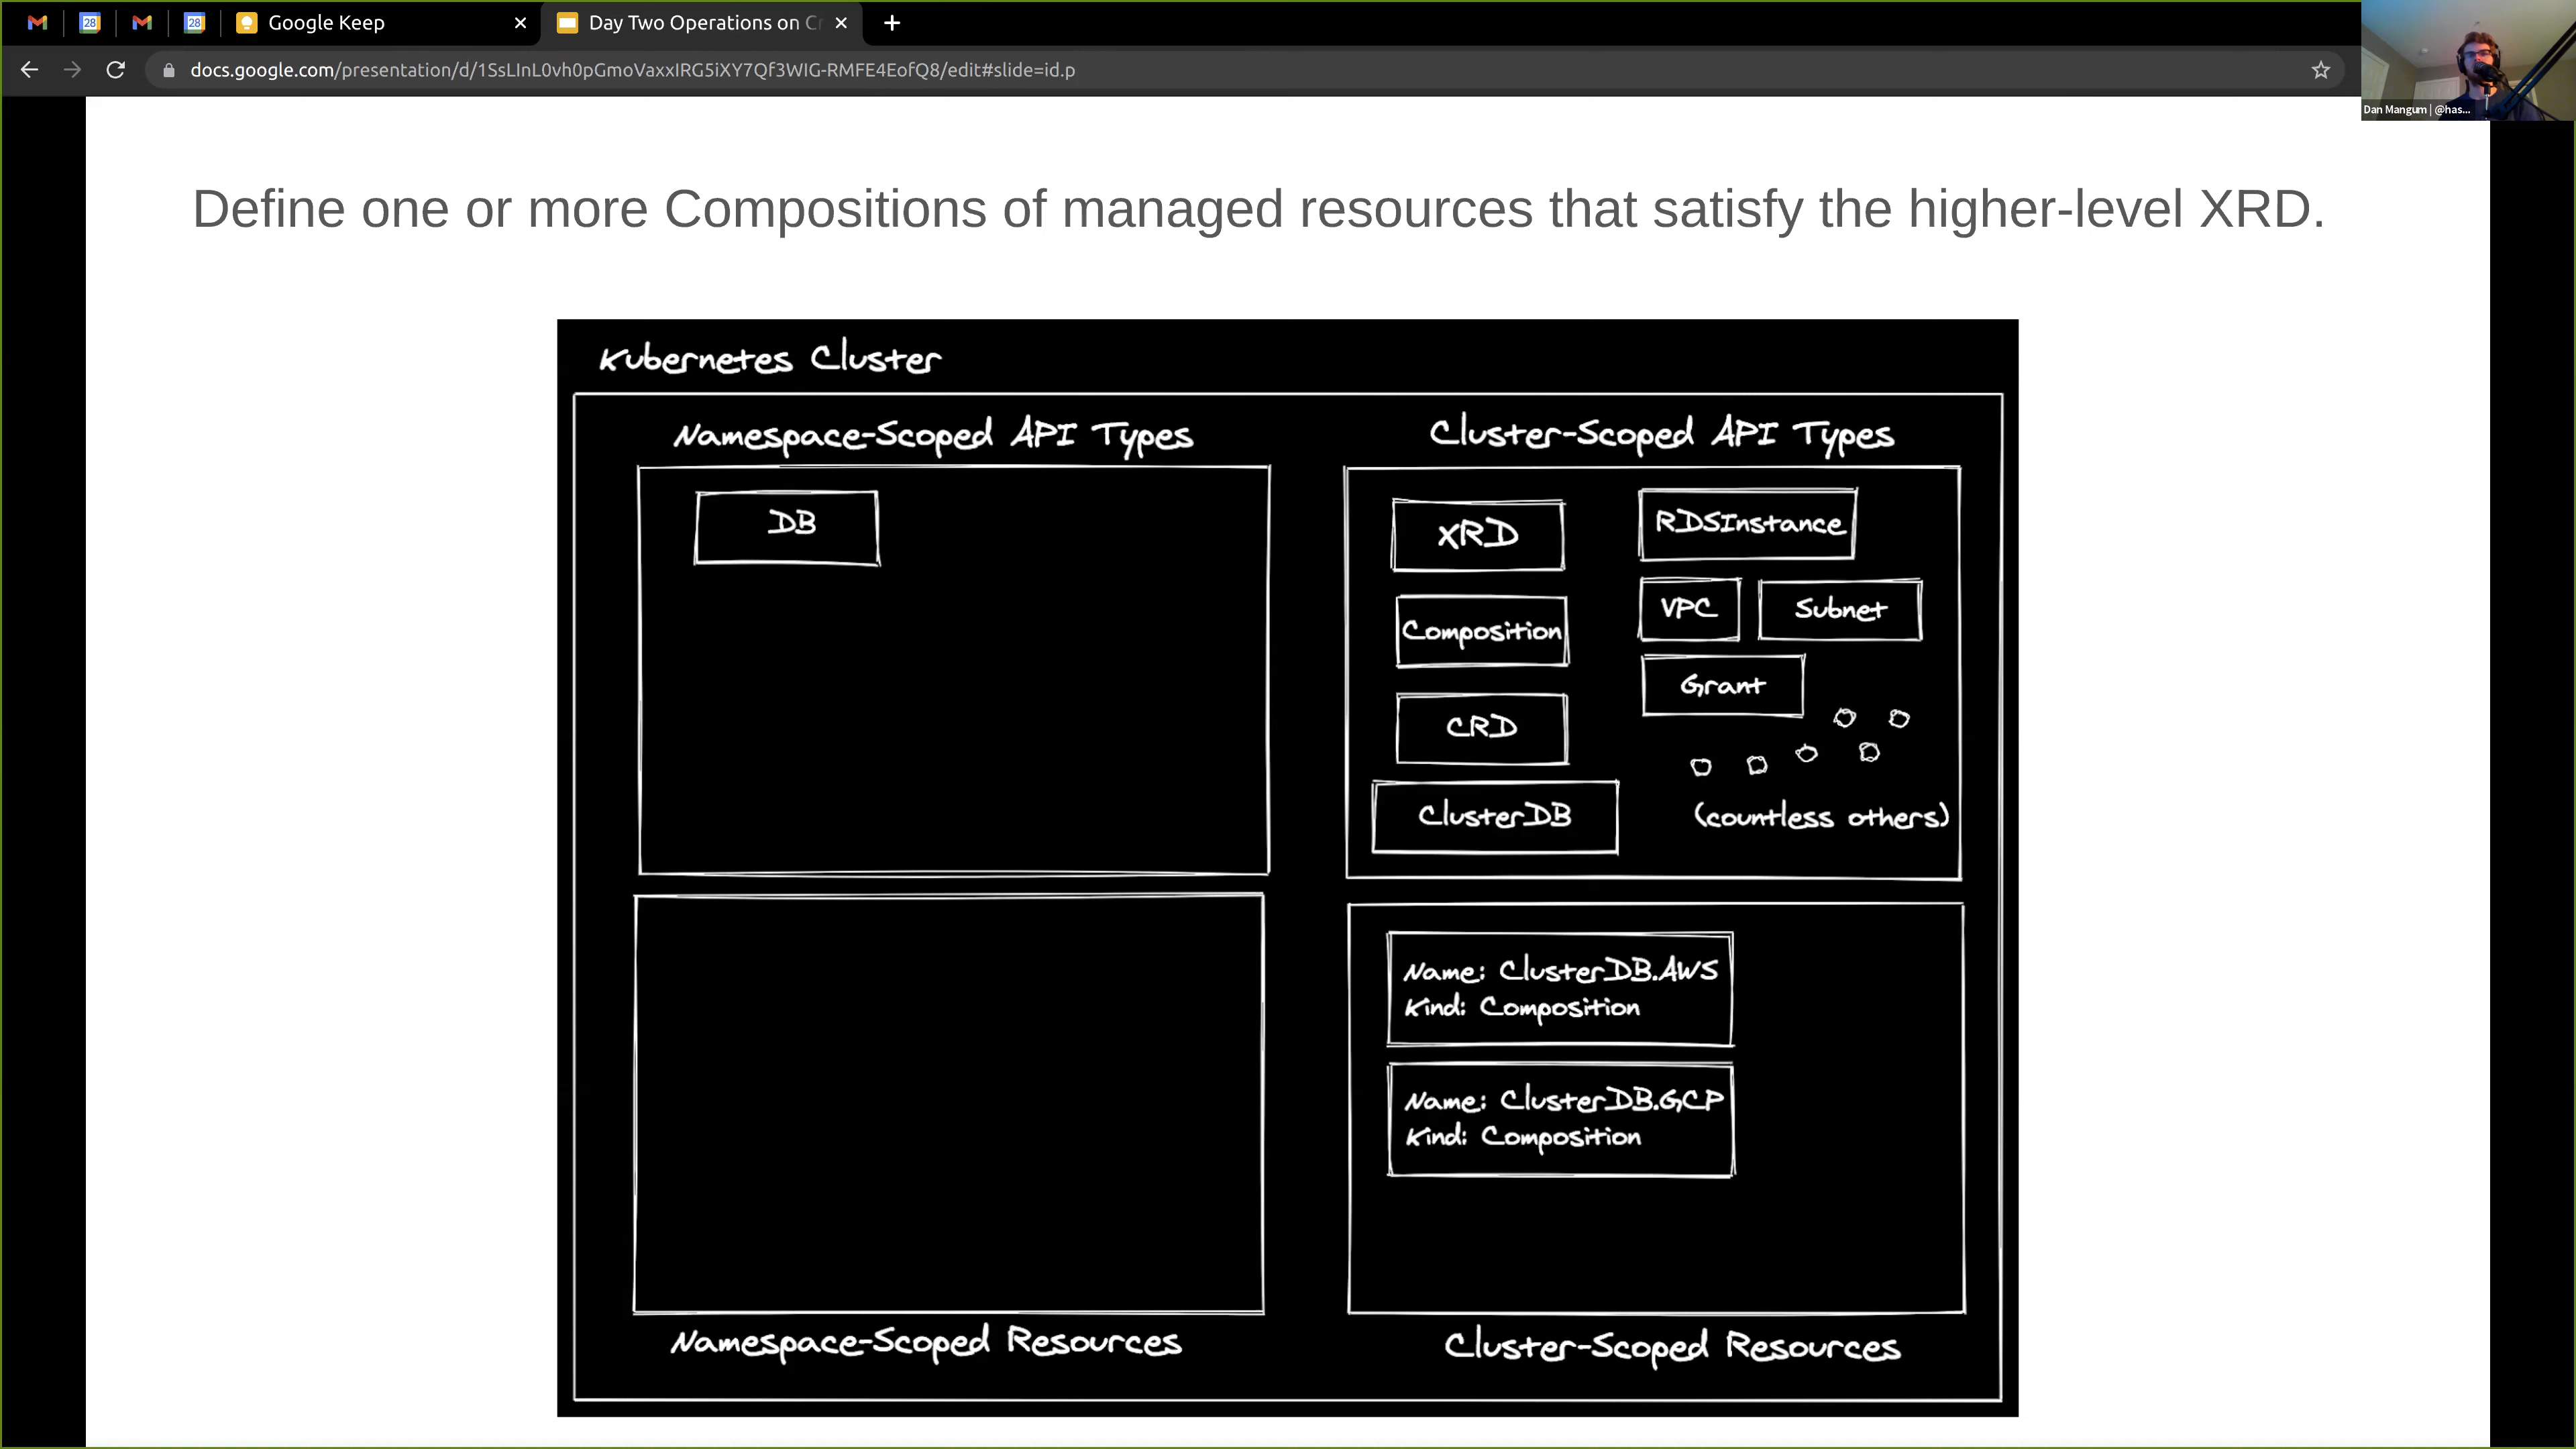 28
28
Google Keep
Day Two Operations on C
docs.google.com/presentation/d/1SsLInL0vh0pGmoVaxxIRG5iXY7Qf3WIG-RMFE4EofQ8/edit#slide=id.p
Dan Mangum | @has...
Define one or more Compositions of managed resources that satisfy the higher-level XRD.
Kubernetes Cluster
Namespace-Scoped API Types
DB
Cluster-Scoped API Types
XRD
RDSInstance
Composition
VPC
Subnet
Grant
CRD
ClusterDB
(countless others)
Name: ClusterDB.AWS
Kind: Composition
Name: ClusterDB.GCP
Kind: Composition
Namespace-Scoped Resources
Cluster-Scoped Resources